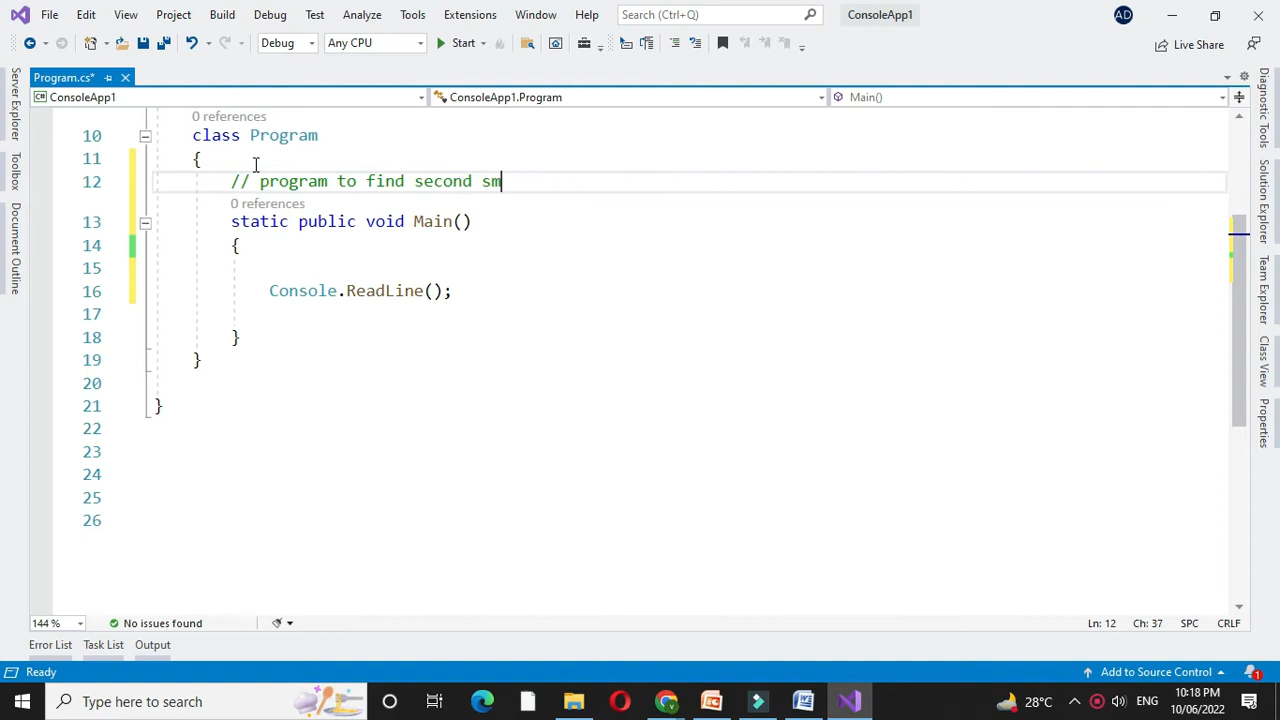 File Edit View Project Build Debug Test Analyze Tools Extensions Window Help Search (Ctrl+Q) ConsoleApp1 AD
Debug Any CPU Start Live Share
Program.cs*
ConsoleApp1 ConsoleApp1.Program Main()
0 references
10 class Program
11 {
12 // program to find second sm
0 references
13 static public void Main()
14 {
15
16 Console.ReadLine();
17
18 }
19 }
20
21 }
22
23
24
25
26
Server Explorer
Toolbox
Document Outline
Diagnostic Tools
Solution Explorer
Team Explorer
Class View
Properties
144 % No issues found Ln: 12 Ch: 37 SPC CRLF
Error List Task List Output
Ready Add to Source Control 1
Type here to search 28°C ENG 10:18 PM
10/06/2022